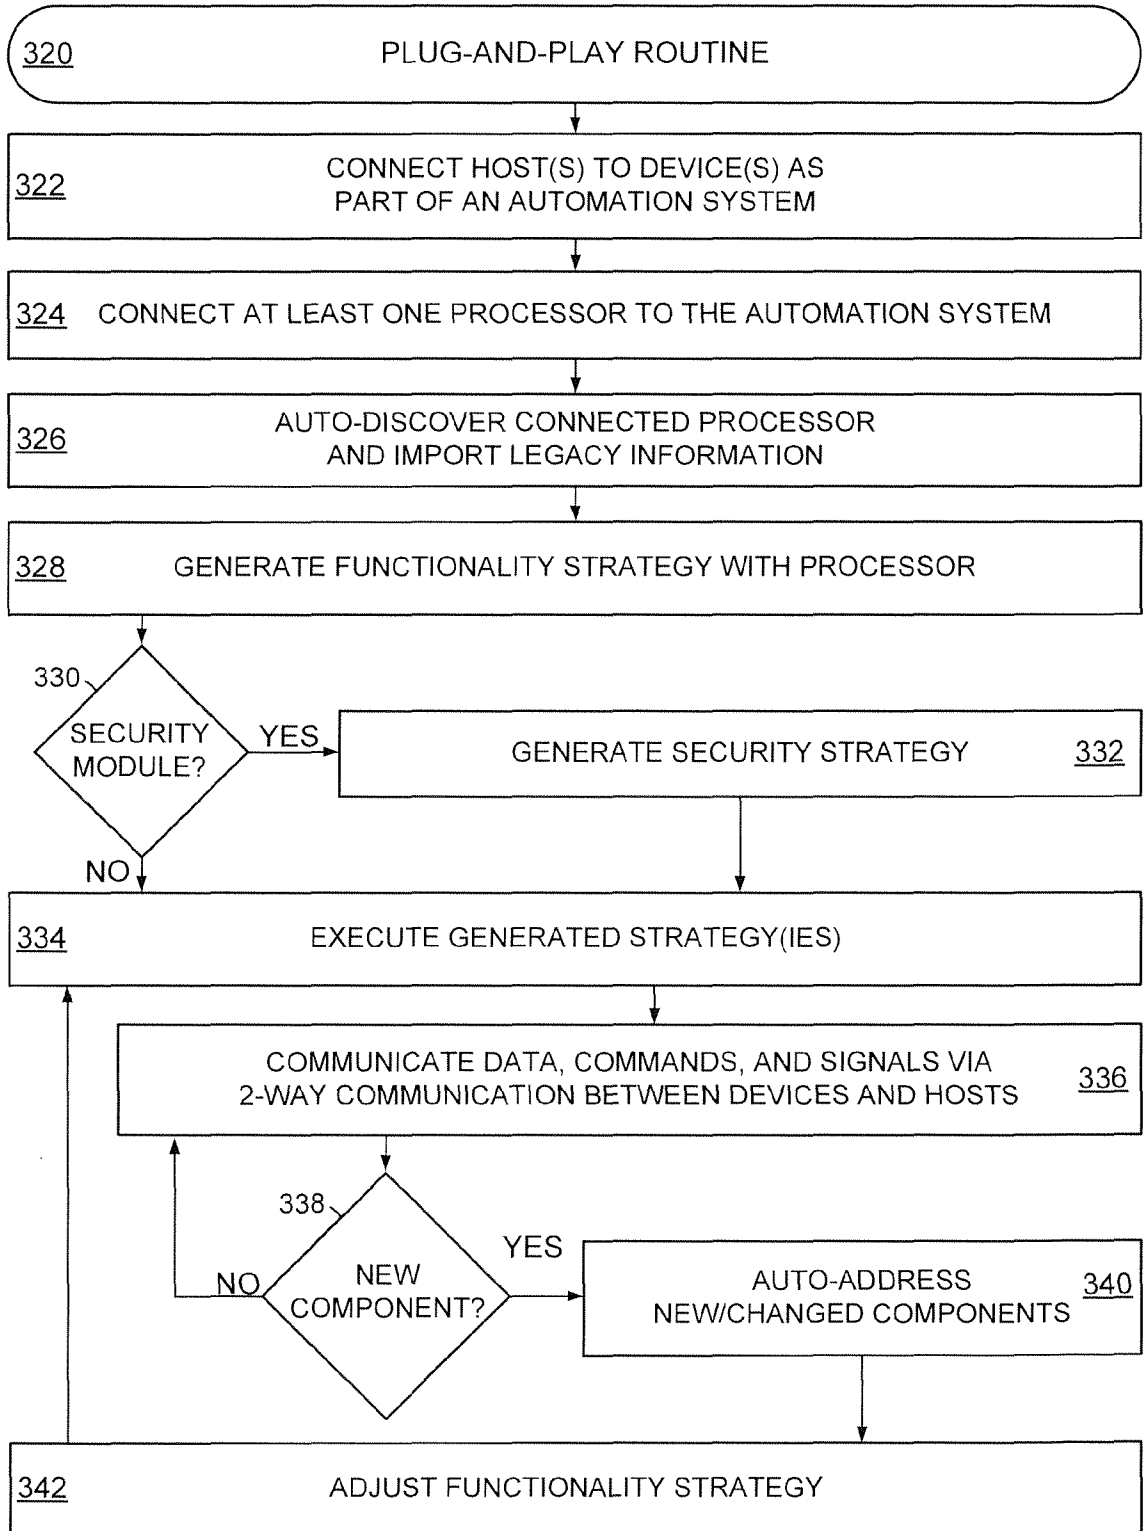 320 PLUG-AND-PLAY ROUTINE
322 CONNECT HOST(S) TO DEVICE(S) AS
PART OF AN AUTOMATION SYSTEM
324 CONNECT AT LEAST ONE PROCESSOR TO THE AUTOMATION SYSTEM
326 AUTO-DISCOVER CONNECTED PROCESSOR
AND IMPORT LEGACY INFORMATION
328 GENERATE FUNCTIONALITY STRATEGY WITH PROCESSOR
330
SECURITY
MODULE?
YES
GENERATE SECURITY STRATEGY 332
NO
334 EXECUTE GENERATED STRATEGY(IES)
COMMUNICATE DATA, COMMANDS, AND SIGNALS VIA
2-WAY COMMUNICATION BETWEEN DEVICES AND HOSTS 336
338
NEW
COMPONENT?
NO
YES
AUTO-ADDRESS
NEW/CHANGED COMPONENTS 340
342 ADJUST FUNCTIONALITY STRATEGY